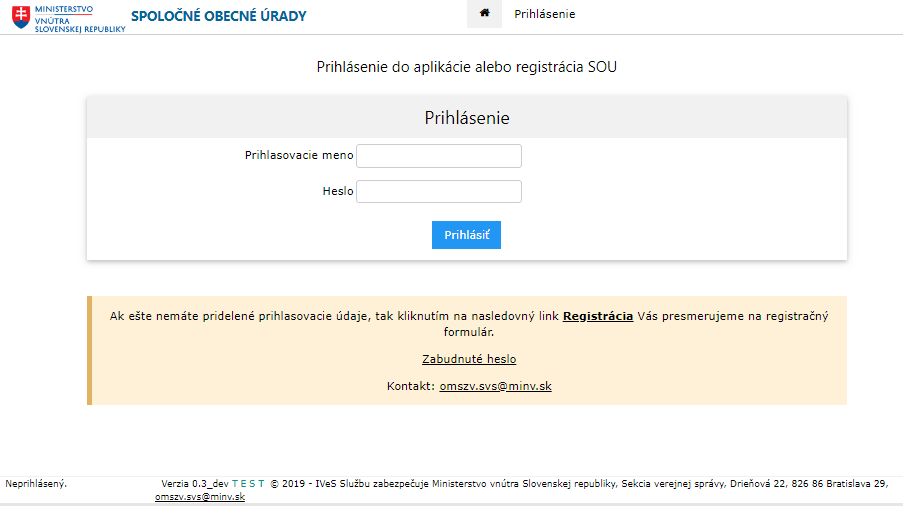 MINISTERSTVO
VNÚTRA
SLOVENSKEJ REPUBLIKY
SPOLOČNÉ OBECNÉ ÚRADY
Prihlásenie
Prihlásenie do aplikácie alebo registrácia SOU
Prihlásenie
Prihlasovacie meno
Heslo
Prihlásiť
Ak ešte nemáte pridelené prihlasovacie údaje, tak kliknutím na nasledovný link Registrácia Vás presmerujeme na registračný
formulár.
Zabudnuté heslo
Kontakt: omszv.svs@minv.sk
Neprihlásený.
Verzia 0.3_dev T E S T © 2019 - IVeS Službu zabezpečuje Ministerstvo vnútra Slovenskej republiky, Sekcia verejnej správy, Drieňová 22, 826 86 Bratislava 29,
omszv.svs@minv.sk